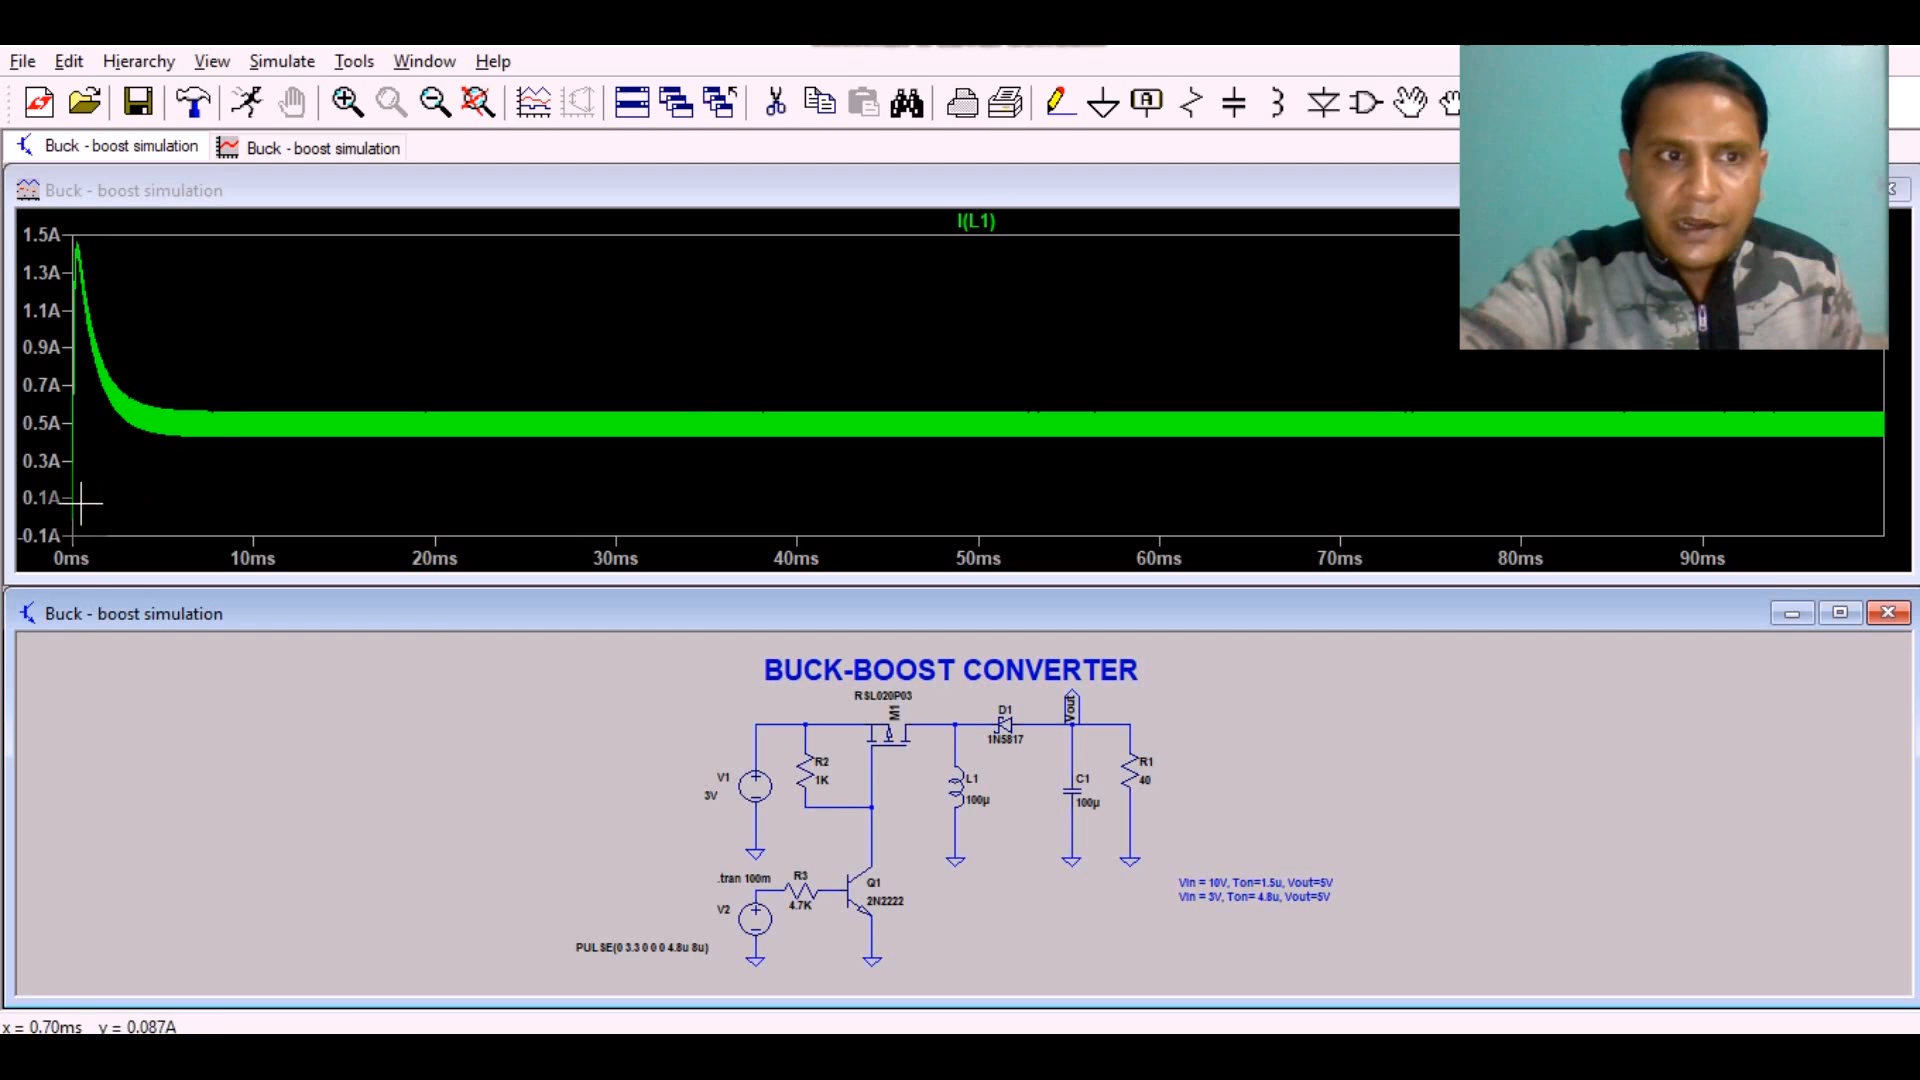 File Edit Hierarchy View Simulate Tools Window Help
Buck - boost simulation Buck - boost simulation
Buck - boost simulation
I(L1)
1.5A
1.3A
1.1A
0.9A
0.7A
0.5A
0.3A
0.1A
-0.1A
0ms 10ms 20ms 30ms 40ms 50ms 60ms 70ms 80ms 90ms
Buck - boost simulation
BUCK-BOOST CONVERTER
RSL020P03
M1
D1
1N5817
Vout
V1
3V
R2
1K
L1
100µ
C1
100µ
R1
40
.tran 100m
R3
4.7K
Q1
2N2222
V2
PULSE(0 3.3 0 0 0 4.8u 8u)
Vin = 10V, Ton=1.5u, Vout=5V
Vin = 3V, Ton= 4.8u, Vout=5V
x = 0.70ms y = 0.087A